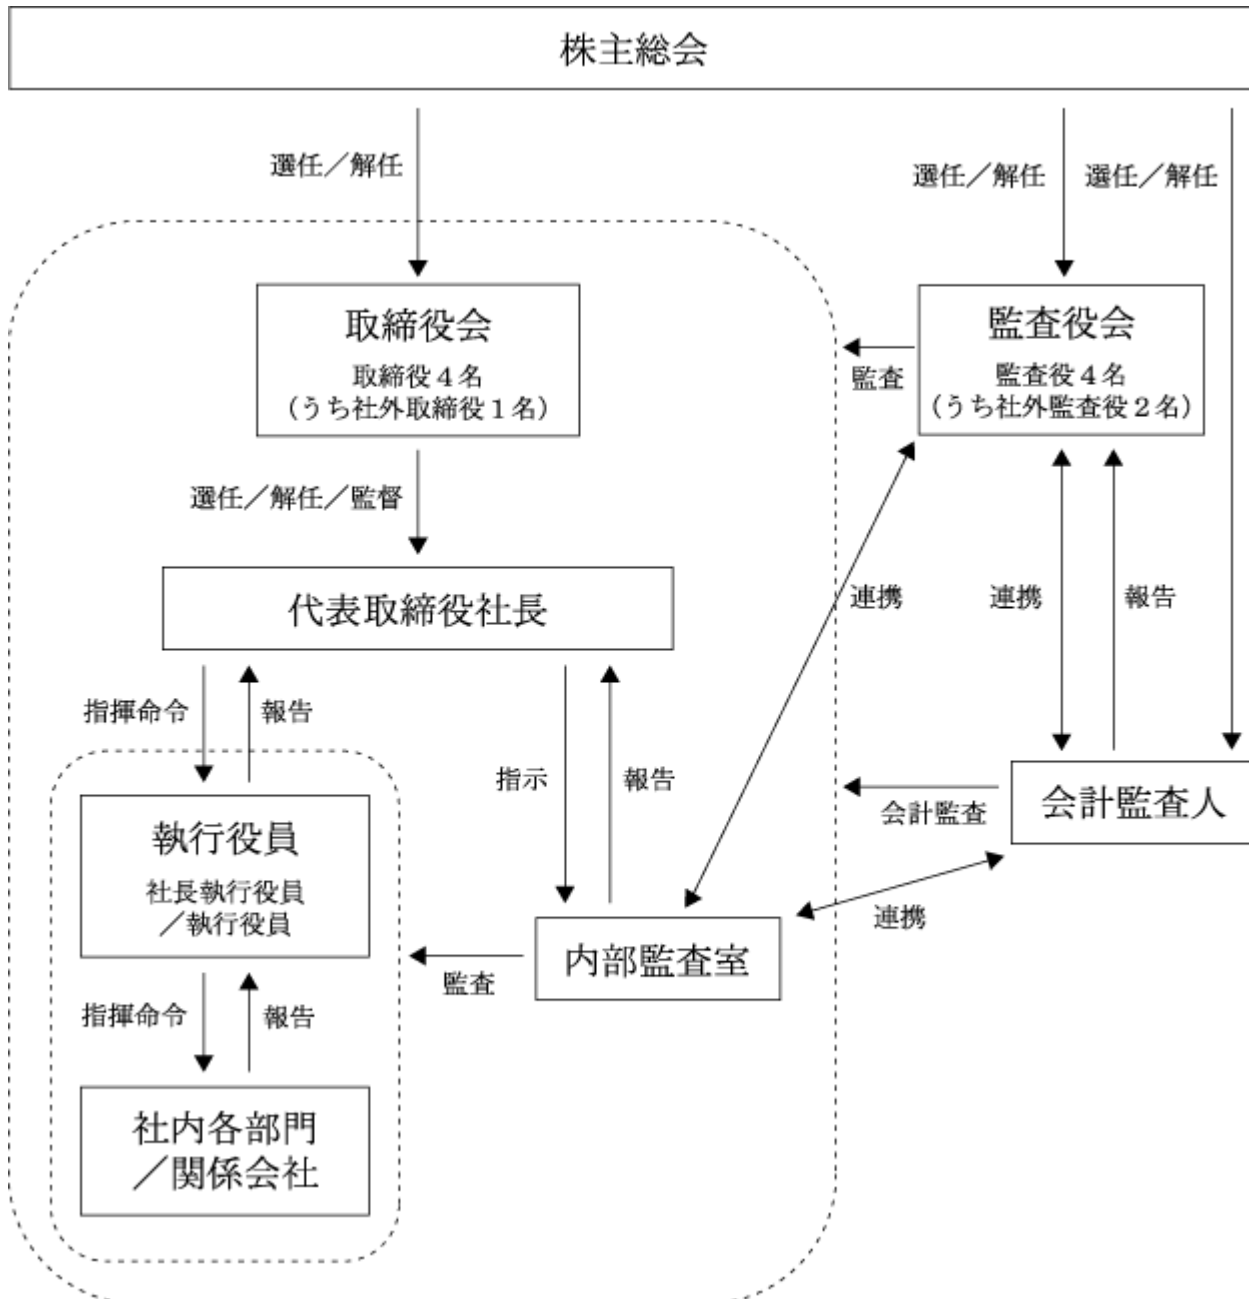 株主総会
選任／解任
選任／解任
選任／解任
取締役会
取締役４名
（うち社外取締役１名）
監査
監査役会
監査役４名
（うち社外監査役２名）
選任／解任／監督
代表取締役社長
連携
連携
報告
指揮命令
報告
指示
報告
会計監査
会計監査人
執行役員
社長執行役員
／執行役員
監査
内部監査室
連携
指揮命令
報告
社内各部門
／関係会社